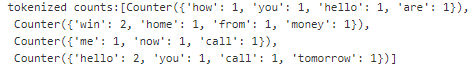 tokenized counts:[Counter({'how': 1, 'you': 1, 'hello': 1, 'are': 1}),
Counter({'win': 2, 'home': 1, 'from': 1, 'money': 1}),
Counter({'me': 1, 'now': 1, 'call': 1}),
Counter({'hello': 2, 'you': 1, 'call': 1, 'tomorrow': 1})]